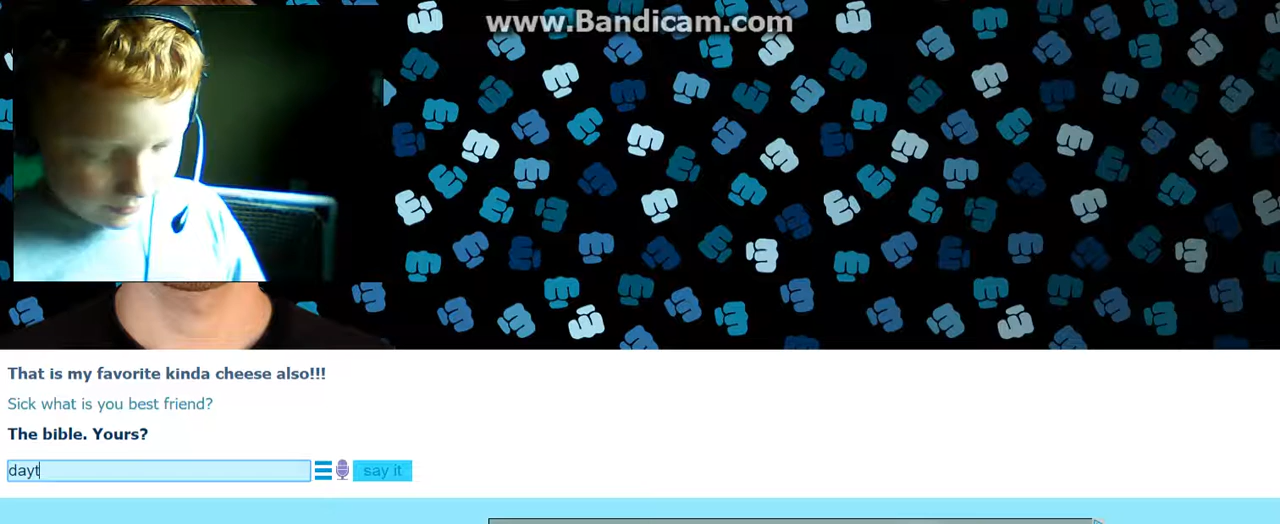 www.Bandicam.com
That is my favorite kinda cheese also!!!
Sick what is you best friend?
The bible. Yours?
dayt
say it